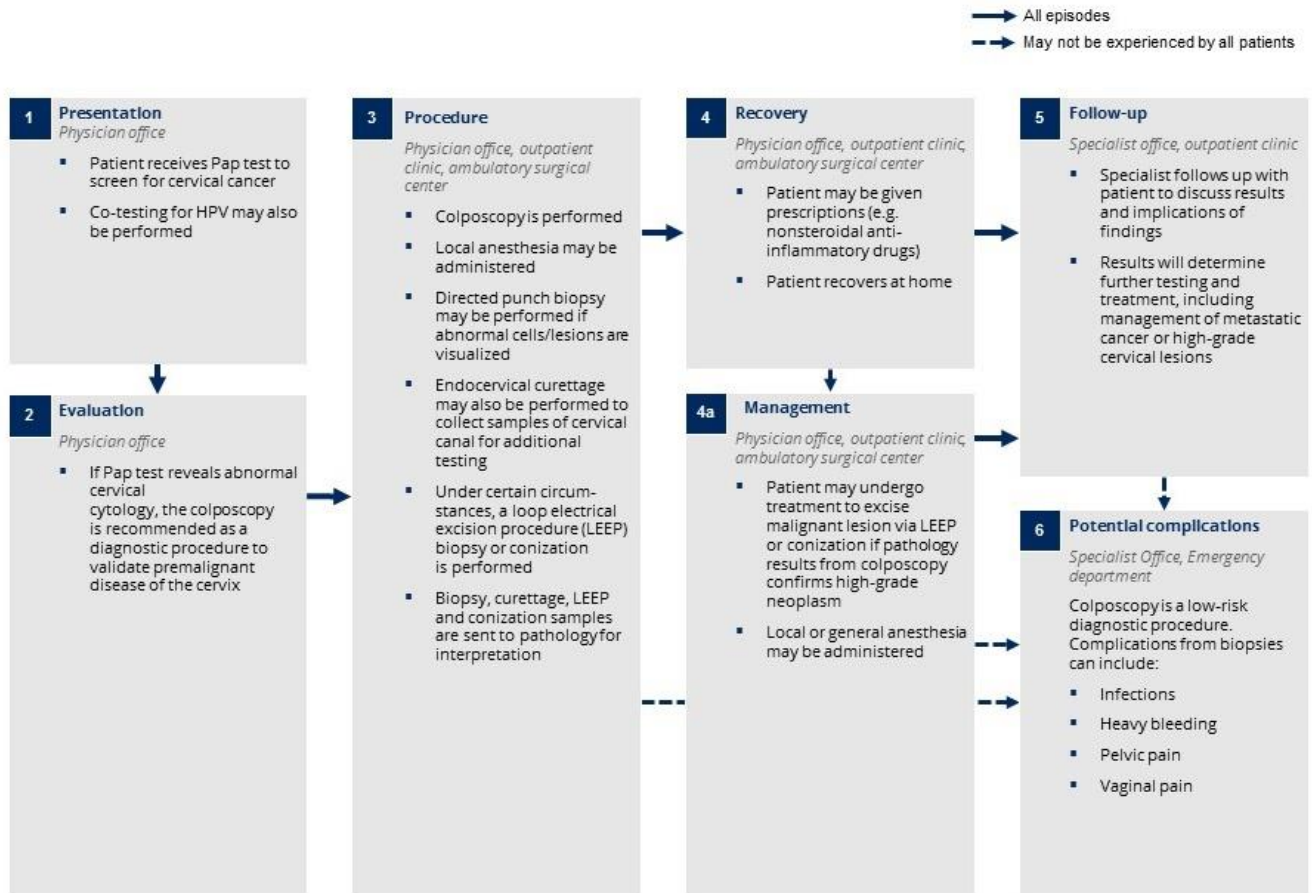 All episodes
May not be experienced by all patients
1
Presentation
Physician office
▪ Patient receives Pap test to
screen for cervical cancer
▪ Co-testing for HPV may also
be performed
2
Evaluation
Physician office
▪ If Pap test reveals abnormal
cervical
cytology, the colposcopy
is recommended as a
diagnostic procedure to
validate premalignant
disease of the cervix
3
Procedure
Physician office, outpatient
clinic, ambulatory surgical
center
▪ Colposcopy is performed
▪ Local anesthesia may be
administered
▪ Directed punch biopsy
may be performed if
abnormal cells/lesions are
visualized
▪ Endocervical curettage
may also be performed to
collect samples of cervical
canal for additional
testing
▪ Under certain circum-
stances, a loop electrical
excision procedure (LEEP)
biopsy or conization
is performed
▪ Biopsy, curettage, LEEP
and conization samples
are sent to pathology for
interpretation
4
Recovery
Physician office, outpatient clinic,
ambulatory surgical center
▪ Patient may be given
prescriptions (e.g.
nonsteroidal anti-
inflammatory drugs)
▪ Patient recovers at home
4a
Management
Physician office, outpatient clinic,
ambulatory surgical center
▪ Patient may undergo
treatment to excise
malignant lesion via LEEP
or conization if pathology
results from colposcopy
confirms high-grade
neoplasm
▪ Local or general anesthesia
may be administered
5
Follow-up
Specialist office, outpatient clinic
▪ Specialist follows up with
patient to discuss results
and implications of
findings
▪ Results will determine
further testing and
treatment, including
management of metastatic
cancer or high-grade
cervical lesions
6
Potential complications
Specialist Office, Emergency
department
Colposcopy is a low-risk
diagnostic procedure.
Complications from biopsies
can include:
▪ Infections
▪ Heavy bleeding
▪ Pelvic pain
▪ Vaginal pain